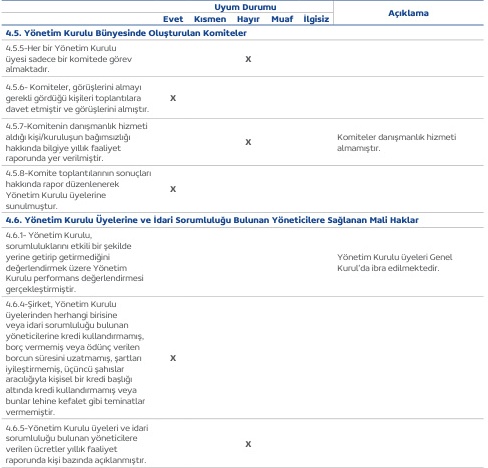 Uyum Durumu
Evet Kısmen Hayır Muaf İlgisiz Açıklama
4.5. Yönetim Kurulu Bünyesinde Oluşturulan Komiteler
4.5.5-Her bir Yönetim Kurulu
üyesi sadece bir komitede görev
almaktadır.
X
4.5.6- Komiteler, görüşlerini almayı
gerekli gördüğü kişileri toplantılara
davet etmiştir ve görüşlerini almıştır.
X
4.5.7-Komitenin danışmanlık hizmeti
aldığı kişi/kuruluşun bağımsızlığı
hakkında bilgiye yıllık faaliyet
raporunda yer verilmiştir.
X
Komiteler danışmanlık hizmeti
almamıştır.
4.5.8-Komite toplantılarının sonuçları
hakkında rapor düzenlenerek
Yönetim Kurulu üyelerine
sunulmuştur.
X
4.6. Yönetim Kurulu Üyelerine ve İdari Sorumluluğu Bulunan Yöneticilere Sağlanan Mali Haklar
4.6.1- Yönetim Kurulu,
sorumluluklarını etkili bir şekilde
yerine getirip getirmediğini
değerlendirmek üzere Yönetim
Kurulu performans değerlendirmesi
gerçekleştirmiştir.
Yönetim Kurulu üyeleri Genel
Kurul'da ibra edilmektedir.
4.6.4-Şirket, Yönetim Kurulu
üyelerinden herhangi birisine
veya idari sorumluluğu bulunan
yöneticilerine kredi kullandırmamış,
borç vermemiş veya ödünç verilen
borcun süresini uzatmamış, şartları
iyileştirmemiş, üçüncü şahıslar
aracılığıyla kişisel bir kredi başlığı
altında kredi kullandırmamış veya
bunlar lehine kefalet gibi teminatlar
vermemiştir.
X
4.6.5-Yönetim Kurulu üyeleri ve idari
sorumluluğu bulunan yöneticilere
verilen ücretler yıllık faaliyet
raporunda kişi bazında açıklanmıştır.
X